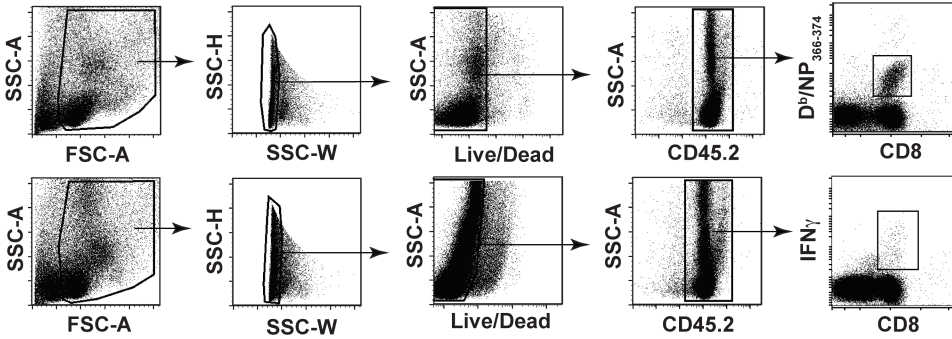 SSC-A
FSC-A
SSC-H
SSC-W
SSC-A
Live/Dead
SSC-A
CD45.2
Dᵇ/NP₃₆₆₋₃₇₄
CD8
SSC-A
FSC-A
SSC-H
SSC-W
SSC-A
Live/Dead
SSC-A
CD45.2
IFNγ
CD8